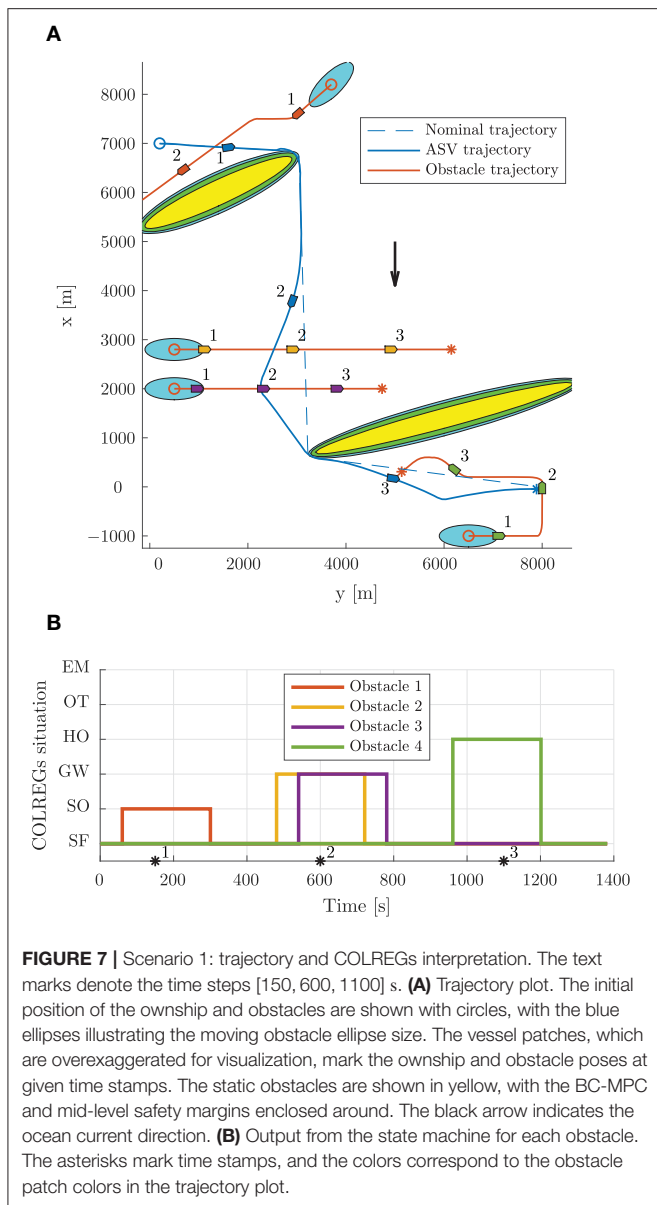 A
8000
7000
6000
5000
4000
3000
2000
1000
0
−1000
x [m]
0 2000 4000 6000 8000
y [m]
Nominal trajectory
ASV trajectory
Obstacle trajectory
1
2
1
2
1 2 3
1 2 3
3
3
2
1
B
EM
OT
HO
GW
SO
SF
COLREGs situation
Obstacle 1
Obstacle 2
Obstacle 3
Obstacle 4
1 2 3
0 200 400 600 800 1000 1200 1400
Time [s]
FIGURE 7 | Scenario 1: trajectory and COLREGs interpretation. The text
marks denote the time steps [150, 600, 1100] s. (A) Trajectory plot. The initial
position of the ownship and obstacles are shown with circles, with the blue
ellipses illustrating the moving obstacle ellipse size. The vessel patches, which
are overexaggerated for visualization, mark the ownship and obstacle poses at
given time stamps. The static obstacles are shown in yellow, with the BC-MPC
and mid-level safety margins enclosed around. The black arrow indicates the
ocean current direction. (B) Output from the state machine for each obstacle.
The asterisks mark time stamps, and the colors correspond to the obstacle
patch colors in the trajectory plot.